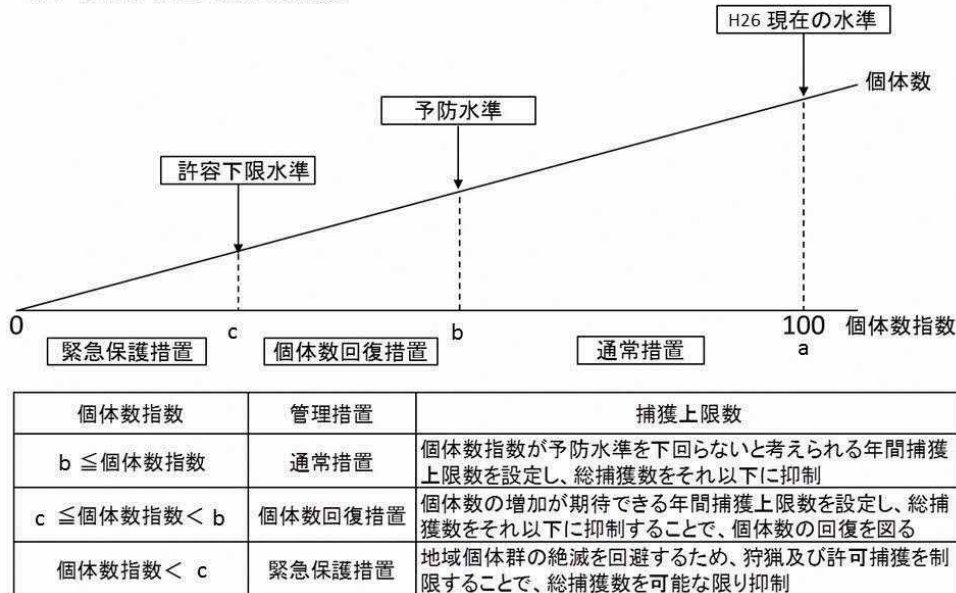 H26 現在の水準
個体数
予防水準
許容下限水準
0
c
b
100
個体数指数
a
緊急保護措置
個体数回復措置
通常措置
個体数指数
管理措置
捕獲上限数
b ≦個体数指数
通常措置
個体数指数が予防水準を下回らないと考えられる年間捕獲
上限数を設定し、総捕獲数をそれ以下に抑制
c ≦個体数指数< b
個体数回復措置
個体数の増加が期待できる年間捕獲上限数を設定し、総捕
獲数をそれ以下に抑制することで、個体数の回復を図る
個体数指数< c
緊急保護措置
地域個体群の絶滅を回避するため、狩猟及び許可捕獲を制
限することで、総捕獲数を可能な限り抑制